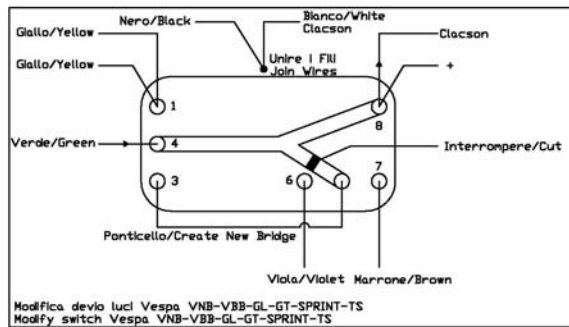 Nero/Black
Bianco/White
Clacson
Giallo/Yellow
Clacson
Unire i Fili
Join Wires
Giallo/Yellow
+
1
8
Verde/Green
4
Interrompere/Cut
3
6
7
Ponticello/Create New Bridge
Viola/Violet
Marrone/Brown
Modifica devio luci Vespa VNB-VBB-GL-GT-SPRINT-TS
Modify switch Vespa VNB-VBB-GL-GT-SPRINT-TS